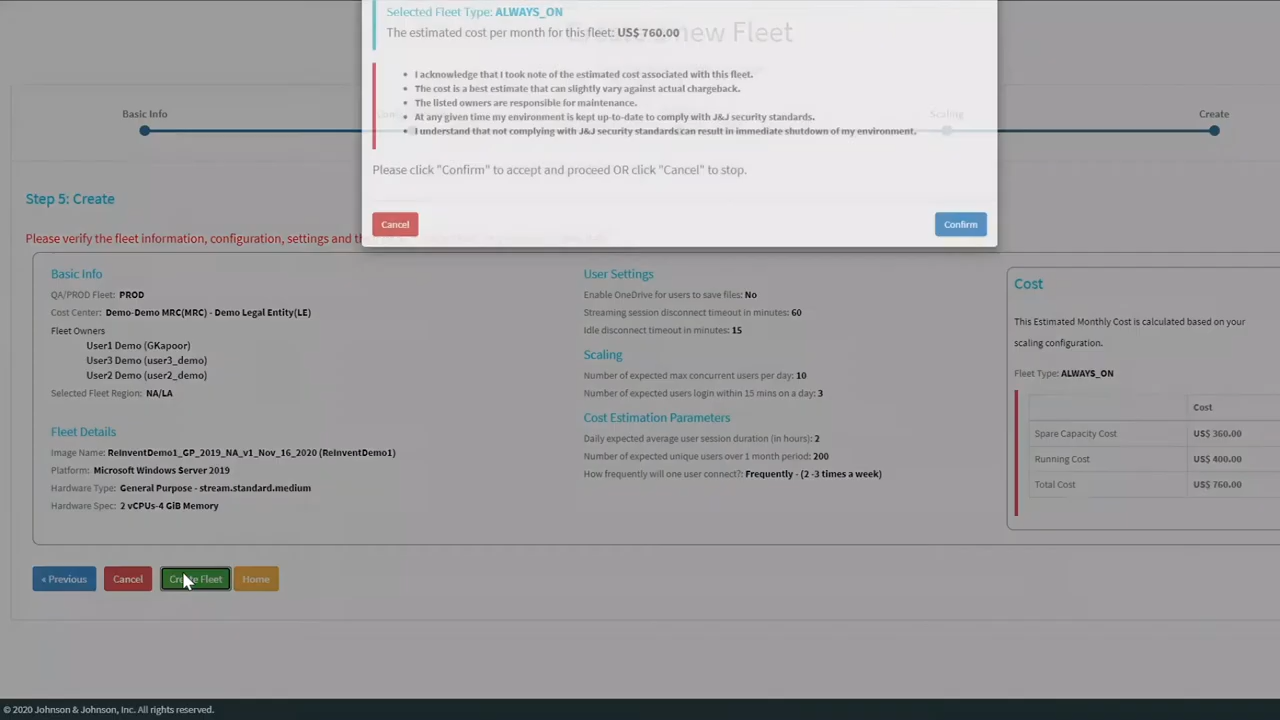 Selected Fleet Type: ALWAYS_ON
new Fleet
The estimated cost per month for this fleet: US$ 760.00
I acknowledge that I took note of the estimated cost associated with this fleet.
The cost is a best estimate that can slightly vary against actual chargeback.
The listed owners are responsible for maintenance.
At any given time my environment is kept up-to-date to comply with J&J security standards.
I understand that not complying with J&J security standards can result in immediate shutdown of my environment.
Please click "Confirm" to accept and proceed OR click "Cancel" to stop.
Cancel
Confirm
Basic Info
Scaling
Create
Step 5: Create
Please verify the fleet information, configuration, settings and
Basic Info
QA/PROD Fleet: PROD
Cost Center: Demo-Demo MRC(MRC) - Demo Legal Entity(LE)
Fleet Owners
User1 Demo (GKapoor)
User3 Demo (user3_demo)
User2 Demo (user2_demo)
Selected Fleet Region: NA/LA
Fleet Details
Image Name: ReInventDemo1_GP_2019_NA_v1_Nov_16_2020 (ReInventDemo1)
Platform: Microsoft Windows Server 2019
Hardware Type: General Purpose - stream.standard.medium
Hardware Spec: 2 vCPUs-4 GiB Memory
User Settings
Enable OneDrive for users to save files: No
Streaming session disconnect timeout in minutes: 60
Idle disconnect timeout in minutes: 15
Scaling
Number of expected max concurrent users per day: 10
Number of expected users login within 15 mins on a day: 3
Cost Estimation Parameters
Daily expected average user session duration (in hours): 2
Number of expected unique users over 1 month period: 200
How frequently will one user connect?: Frequently - (2 -3 times a week)
Cost
This Estimated Monthly Cost is calculated based on your
scaling configuration.
Fleet Type: ALWAYS_ON
Cost
Spare Capacity Cost US$ 360.00
Running Cost US$ 400.00
Total Cost US$ 760.00
« Previous
Cancel
Create Fleet
Home
© 2020 Johnson & Johnson, Inc. All rights reserved.